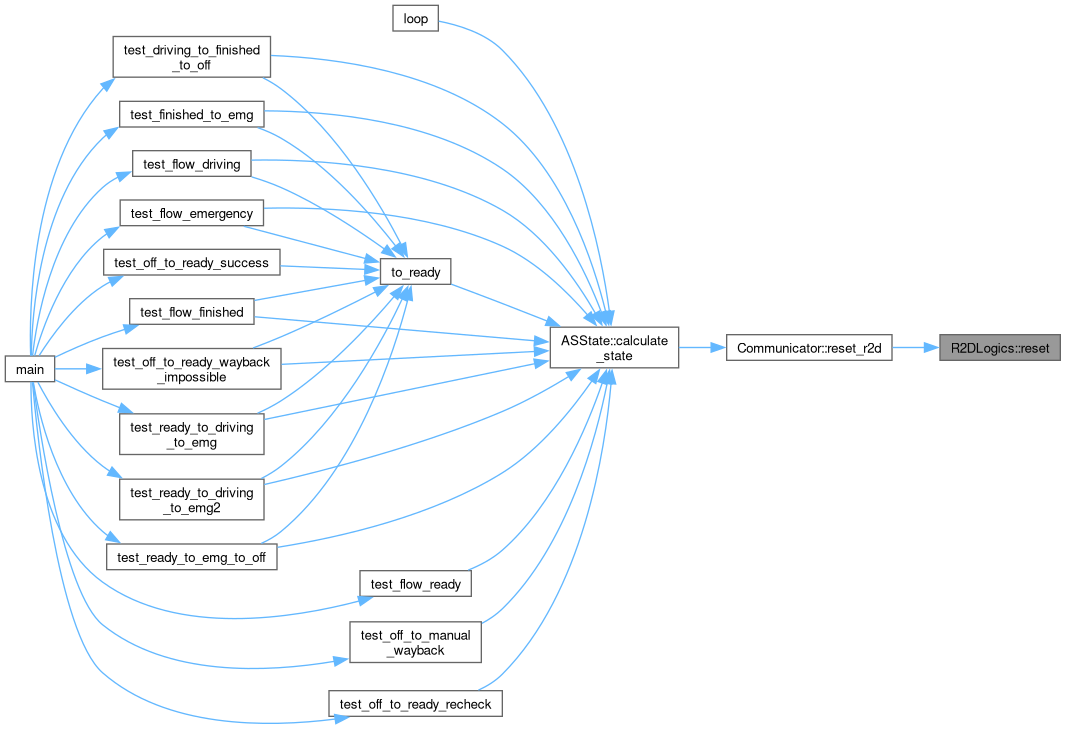 loop
test_driving_to_finished
_to_off
test_finished_to_emg
test_flow_driving
test_flow_emergency
test_off_to_ready_success
to_ready
test_flow_finished
ASState::calculate
_state
Communicator::reset_r2d
R2DLogics::reset
main
test_off_to_ready_wayback
_impossible
test_ready_to_driving
_to_emg
test_ready_to_driving
_to_emg2
test_ready_to_emg_to_off
test_flow_ready
test_off_to_manual
_wayback
test_off_to_ready_recheck